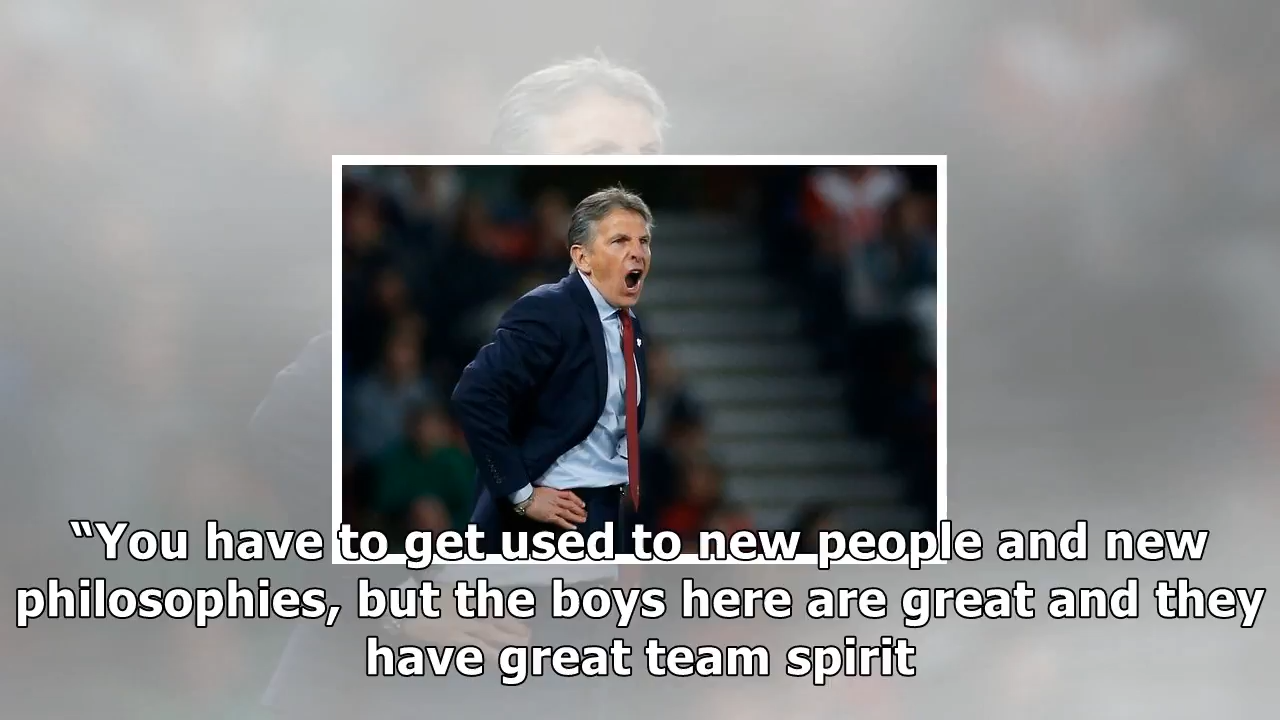 “You have to get used to new people and new
philosophies, but the boys here are great and they
have great team spirit